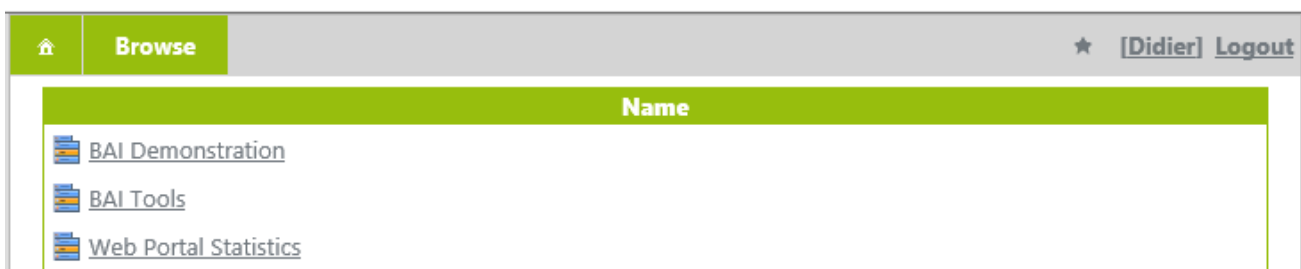 Browse [Didier] Logout
Name
BAI Demonstration
BAI Tools
Web Portal Statistics